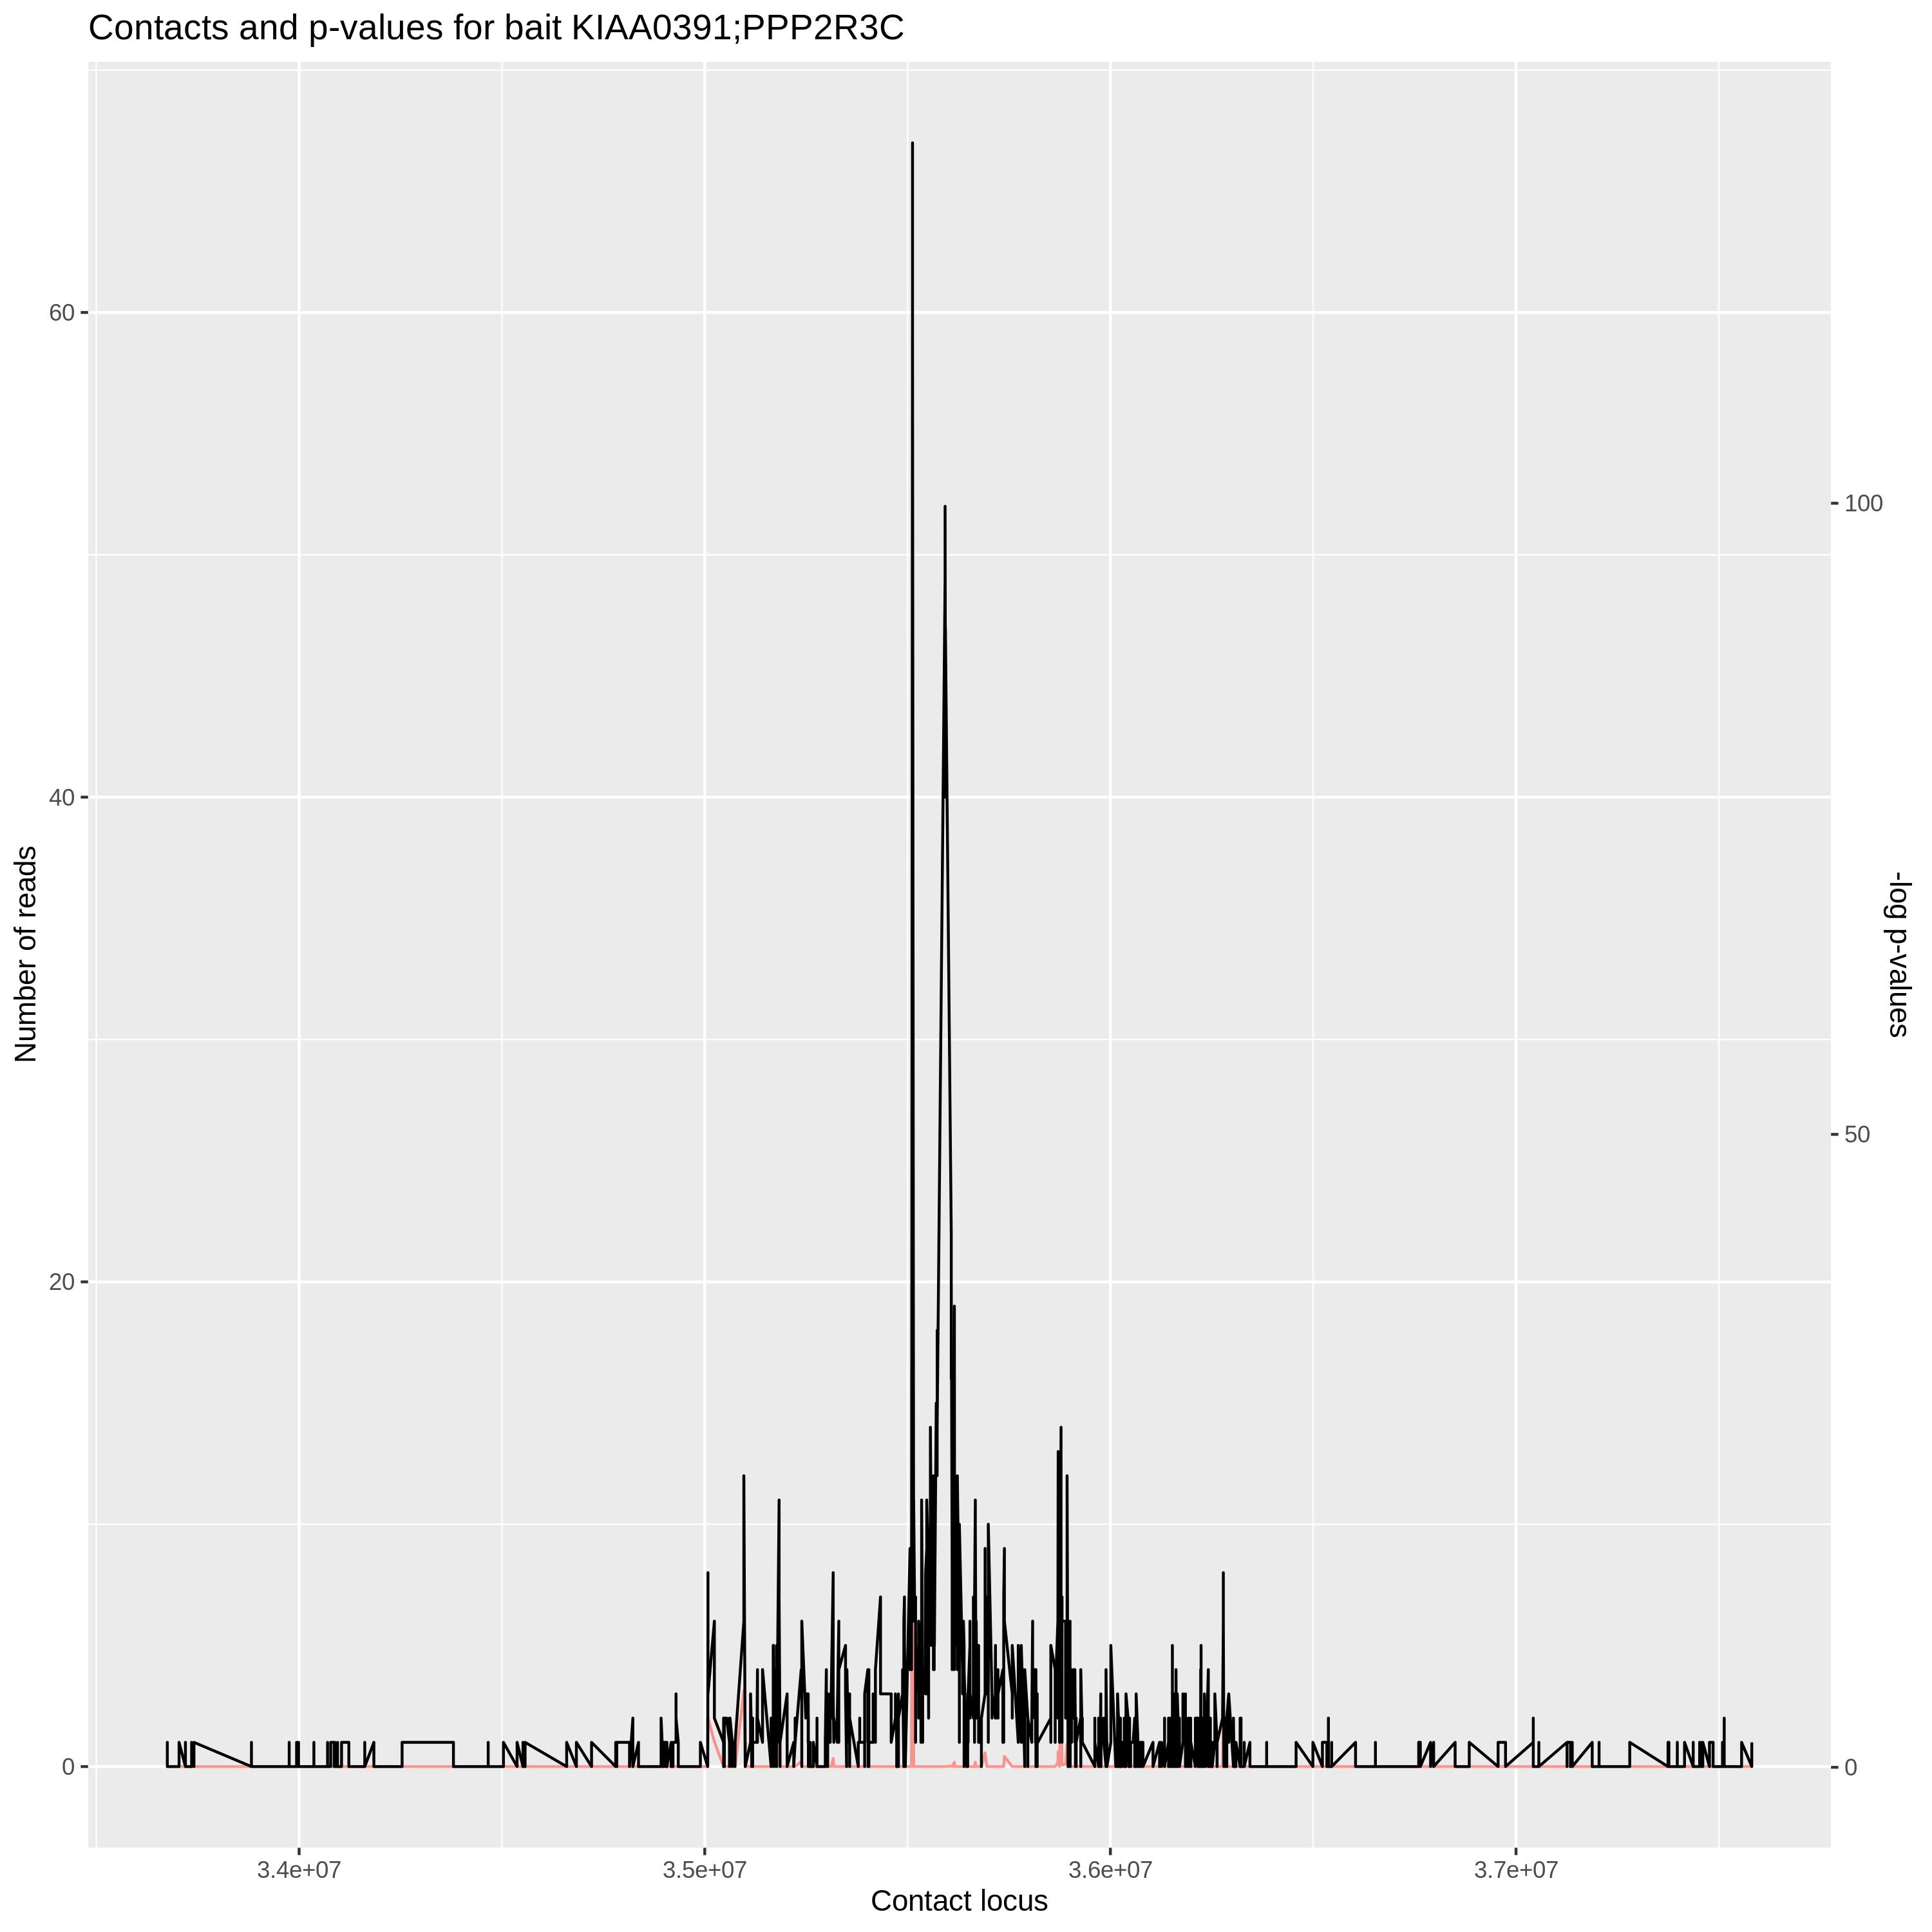 Contacts and p-values for bait KIAA0391;PPP2R3C
60
40
20
0
Number of reads
100
50
0
-log p-values
3.4e+07
3.5e+07
3.6e+07
3.7e+07
Contact locus